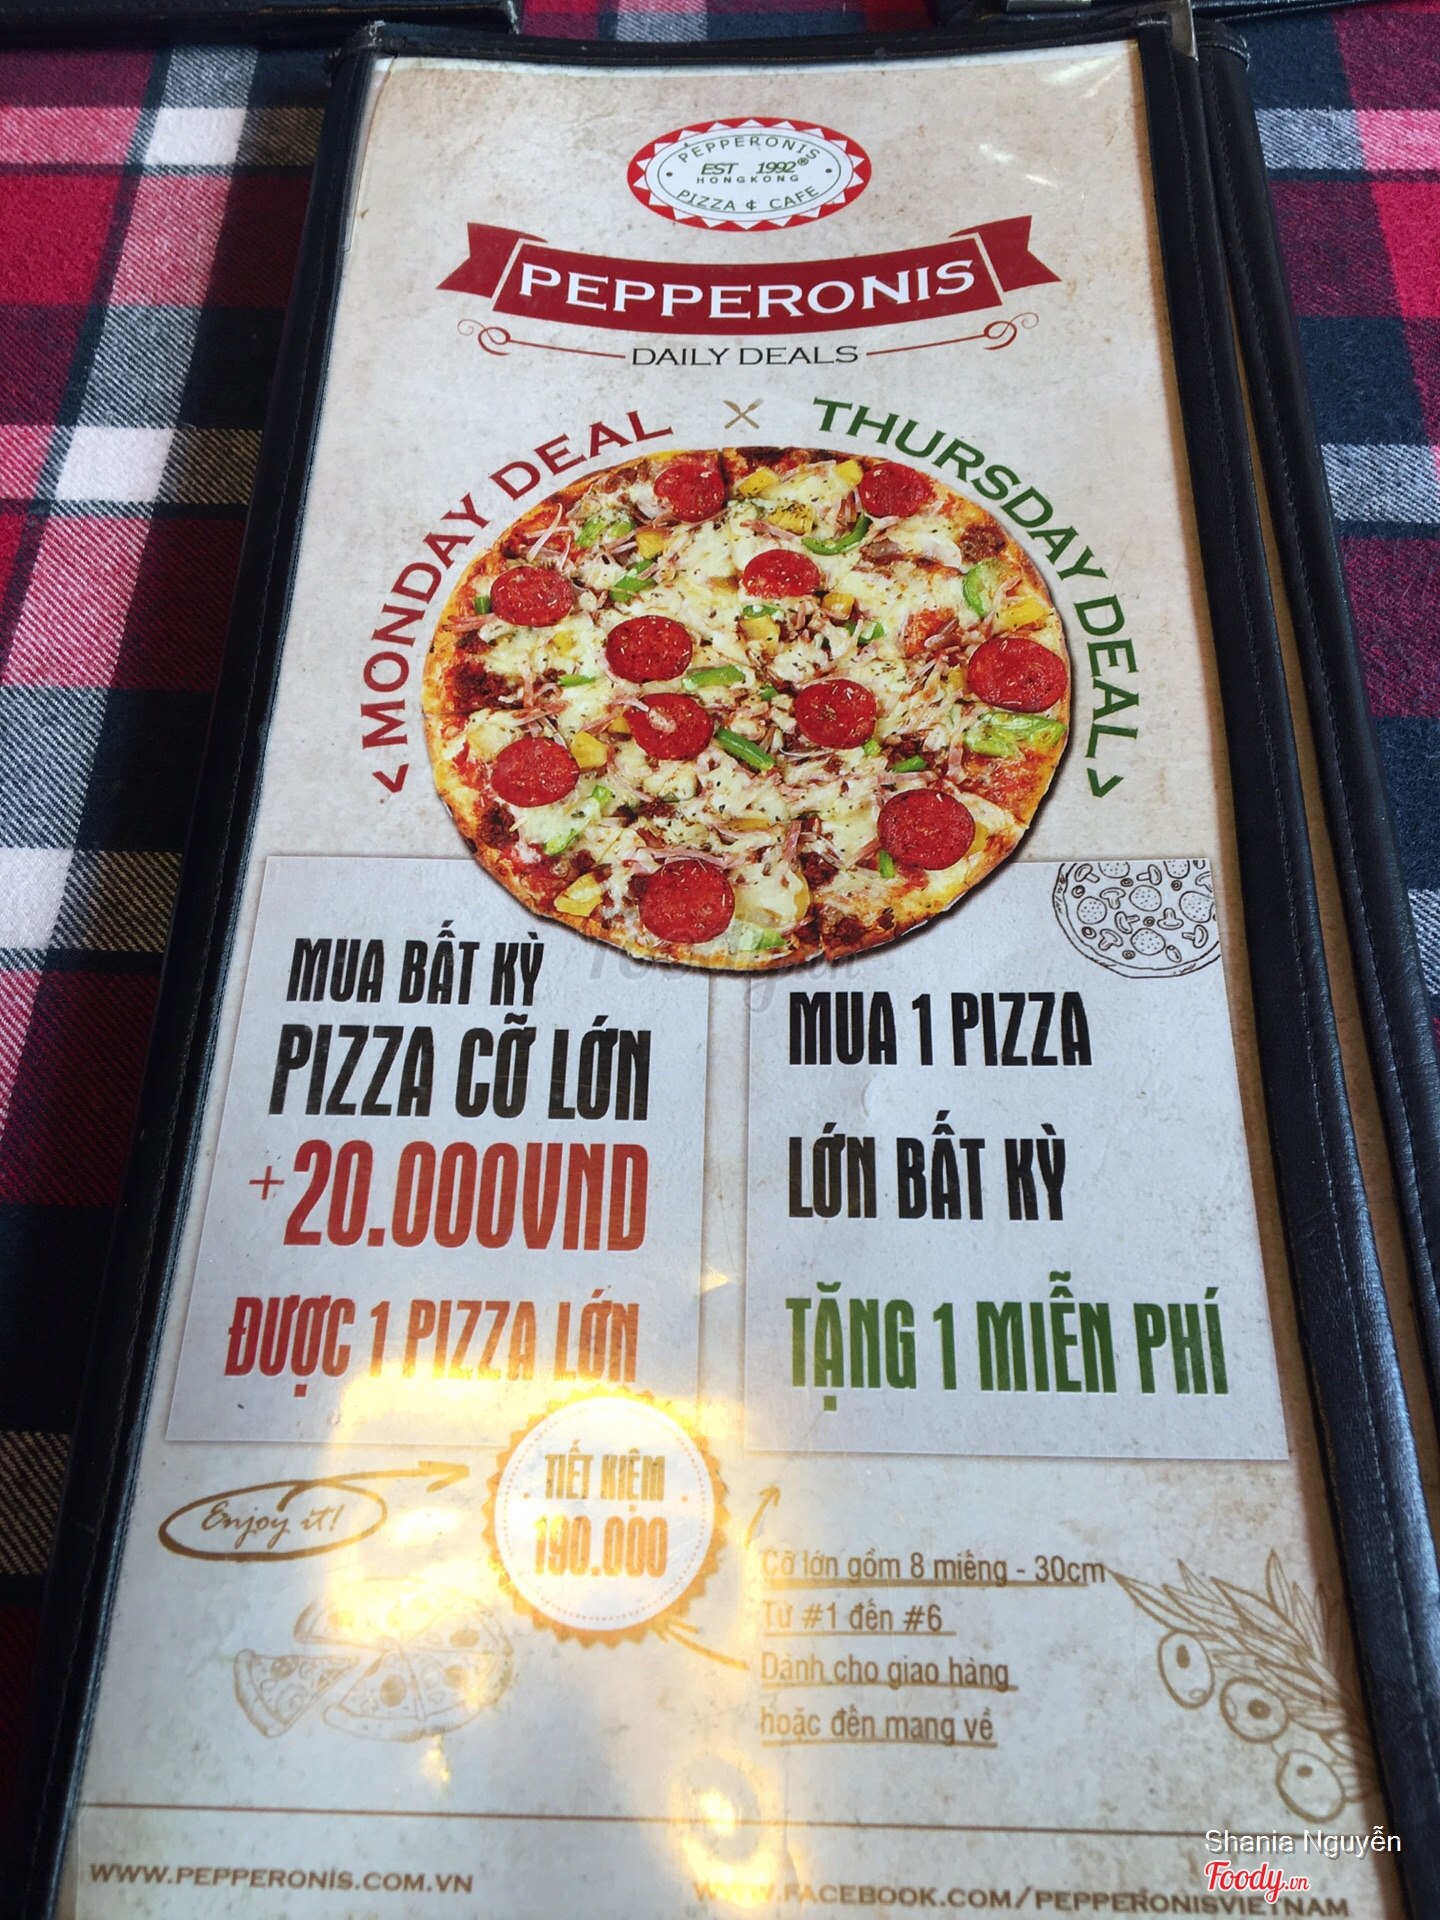 PEPPERONIS
EST 1992®
HONGKONG
PIZZA & CAFE
PEPPERONIS
DAILY DEALS
<MONDAY DEAL
THURSDAY DEAL>
MUA BẤT KỲ
PIZZA CỠ LỚN
+20.000VND
ĐƯỢC 1 PIZZA LỚN
MUA 1 PIZZA
LỚN BẤT KỲ
TẶNG 1 MIỄN PHÍ
Enjoy it!
TIẾT KIỆM
190.000
Cỡ lớn gồm 8 miếng - 30cm
Từ #1 đến #6
Dành cho giao hàng
hoặc đến mang về
WWW.PEPPERONIS.COM.VN
WWW.FACEBOOK.COM/PEPPERONISVIETNAM
Shania Nguyễn
Foody.vn